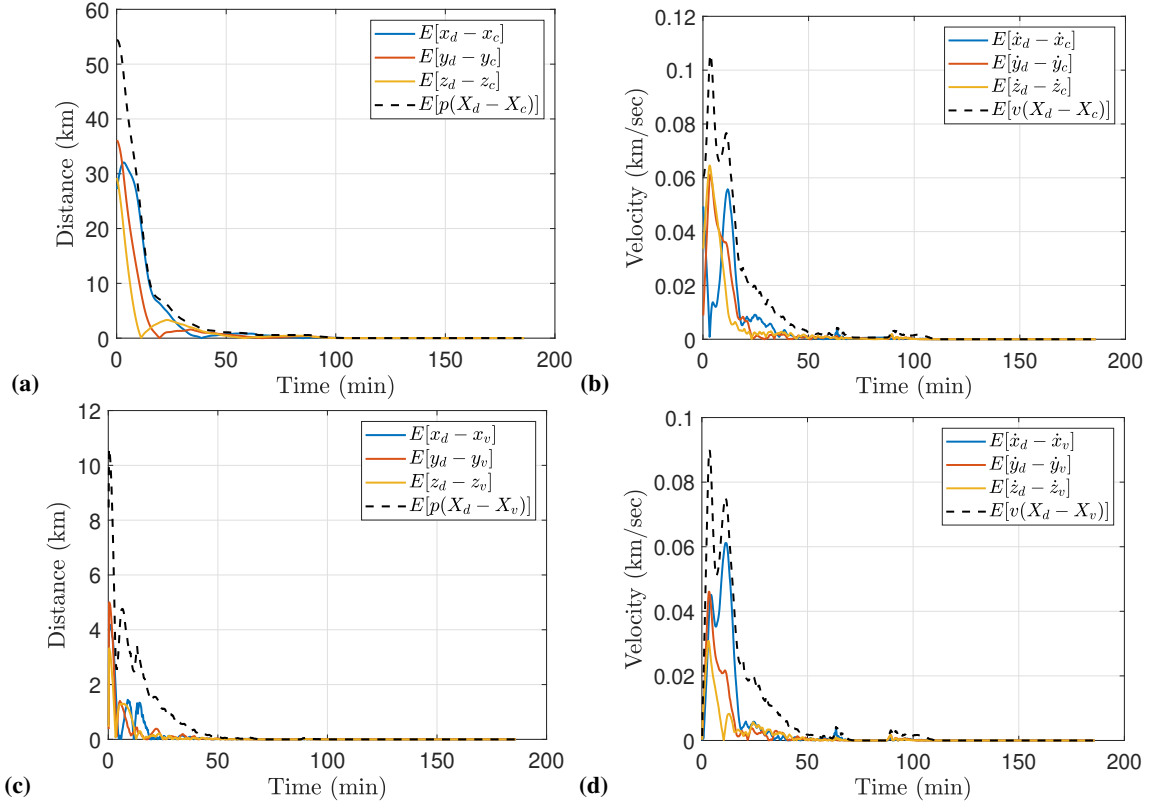 60
50
40
30
20
10
0
Distance (km)
E[x_d − x_c]
E[y_d − y_c]
E[z_d − z_c]
E[p(X_d − X_c)]
0 50 100 150 200
Time (min)
(a)
0.12
0.1
0.08
0.06
0.04
0.02
0
Velocity (km/sec)
E[ẋ_d − ẋ_c]
E[ẏ_d − ẏ_c]
E[ż_d − ż_c]
E[v(X_d − X_c)]
0 50 100 150 200
Time (min)
(b)
12
10
8
6
4
2
0
Distance (km)
E[x_d − x_v]
E[y_d − y_v]
E[z_d − z_v]
E[p(X_d − X_v)]
0 50 100 150 200
Time (min)
(c)
0.1
0.08
0.06
0.04
0.02
0
Velocity (km/sec)
E[ẋ_d − ẋ_v]
E[ẏ_d − ẏ_v]
E[ż_d − ż_v]
E[v(X_d − X_v)]
0 50 100 150 200
Time (min)
(d)